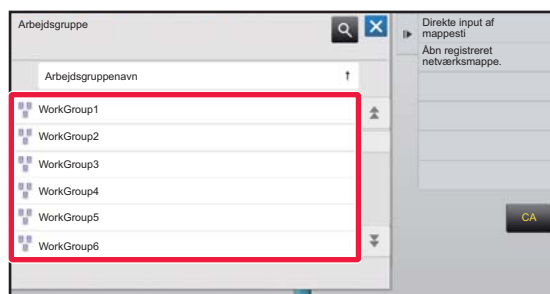 Arbejdsgruppe
Arbejdsgruppenavn
WorkGroup1
WorkGroup2
WorkGroup3
WorkGroup4
WorkGroup5
WorkGroup6
Direkte input af
mappesti
Åbn registreret
netværksmappe.
CA